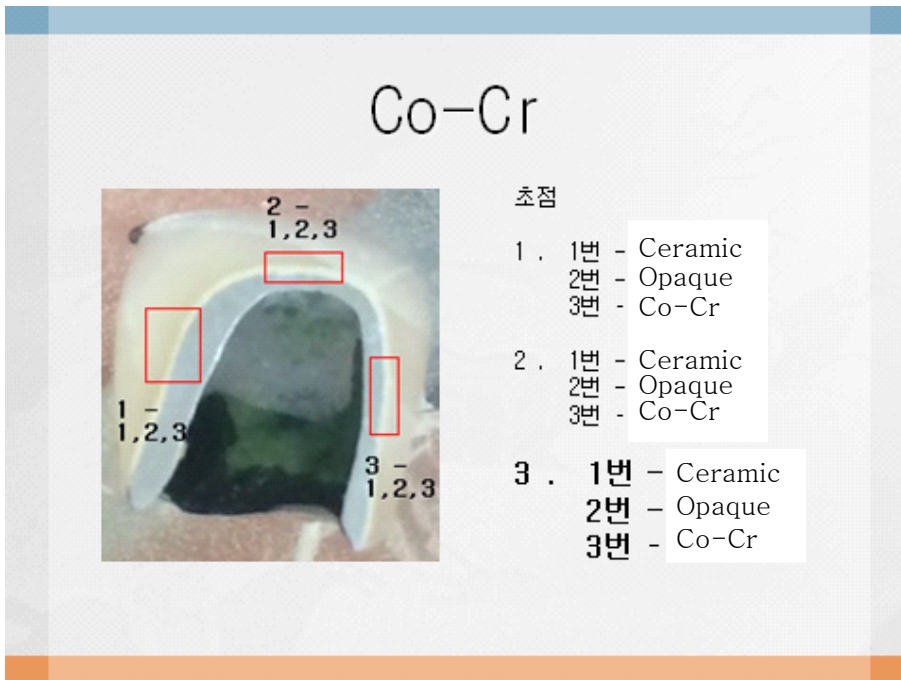 Co-Cr
2 -
1,2,3
1 -
1,2,3
3 -
1,2,3
초점
1 . 1번 - Ceramic
2번 - Opaque
3번 - Co-Cr
2 . 1번 - Ceramic
2번 - Opaque
3번 - Co-Cr
3 . 1번 - Ceramic
2번 - Opaque
3번 - Co-Cr